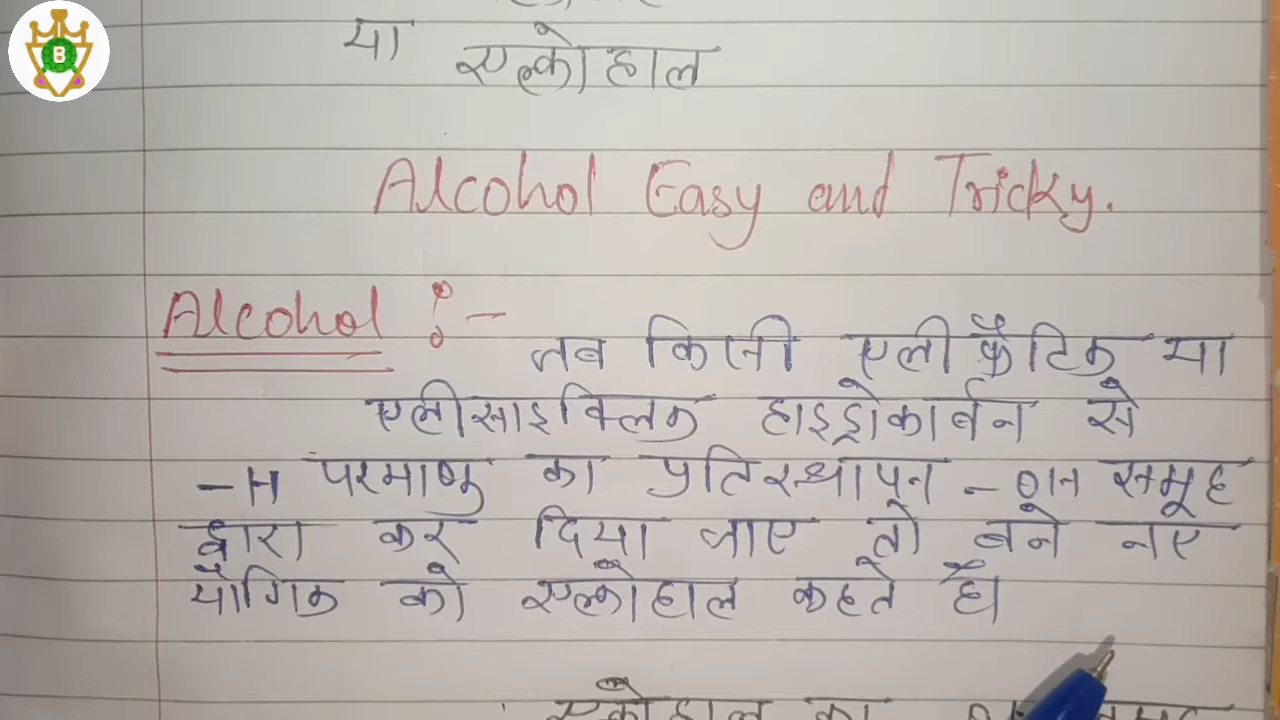 B
या एल्कोहाल
Alcohol Easy and Tricky.
Alcohol :- जब किसी एलीफैटिक या
एलीसाइक्लिक हाइड्रोकार्बन से
-H परमाणु का प्रतिस्थापन -OH समूह
द्वारा कर दिया जाए तो बने नए
यौगिक को एल्कोहाल कहते है।
एल्कोहाल का